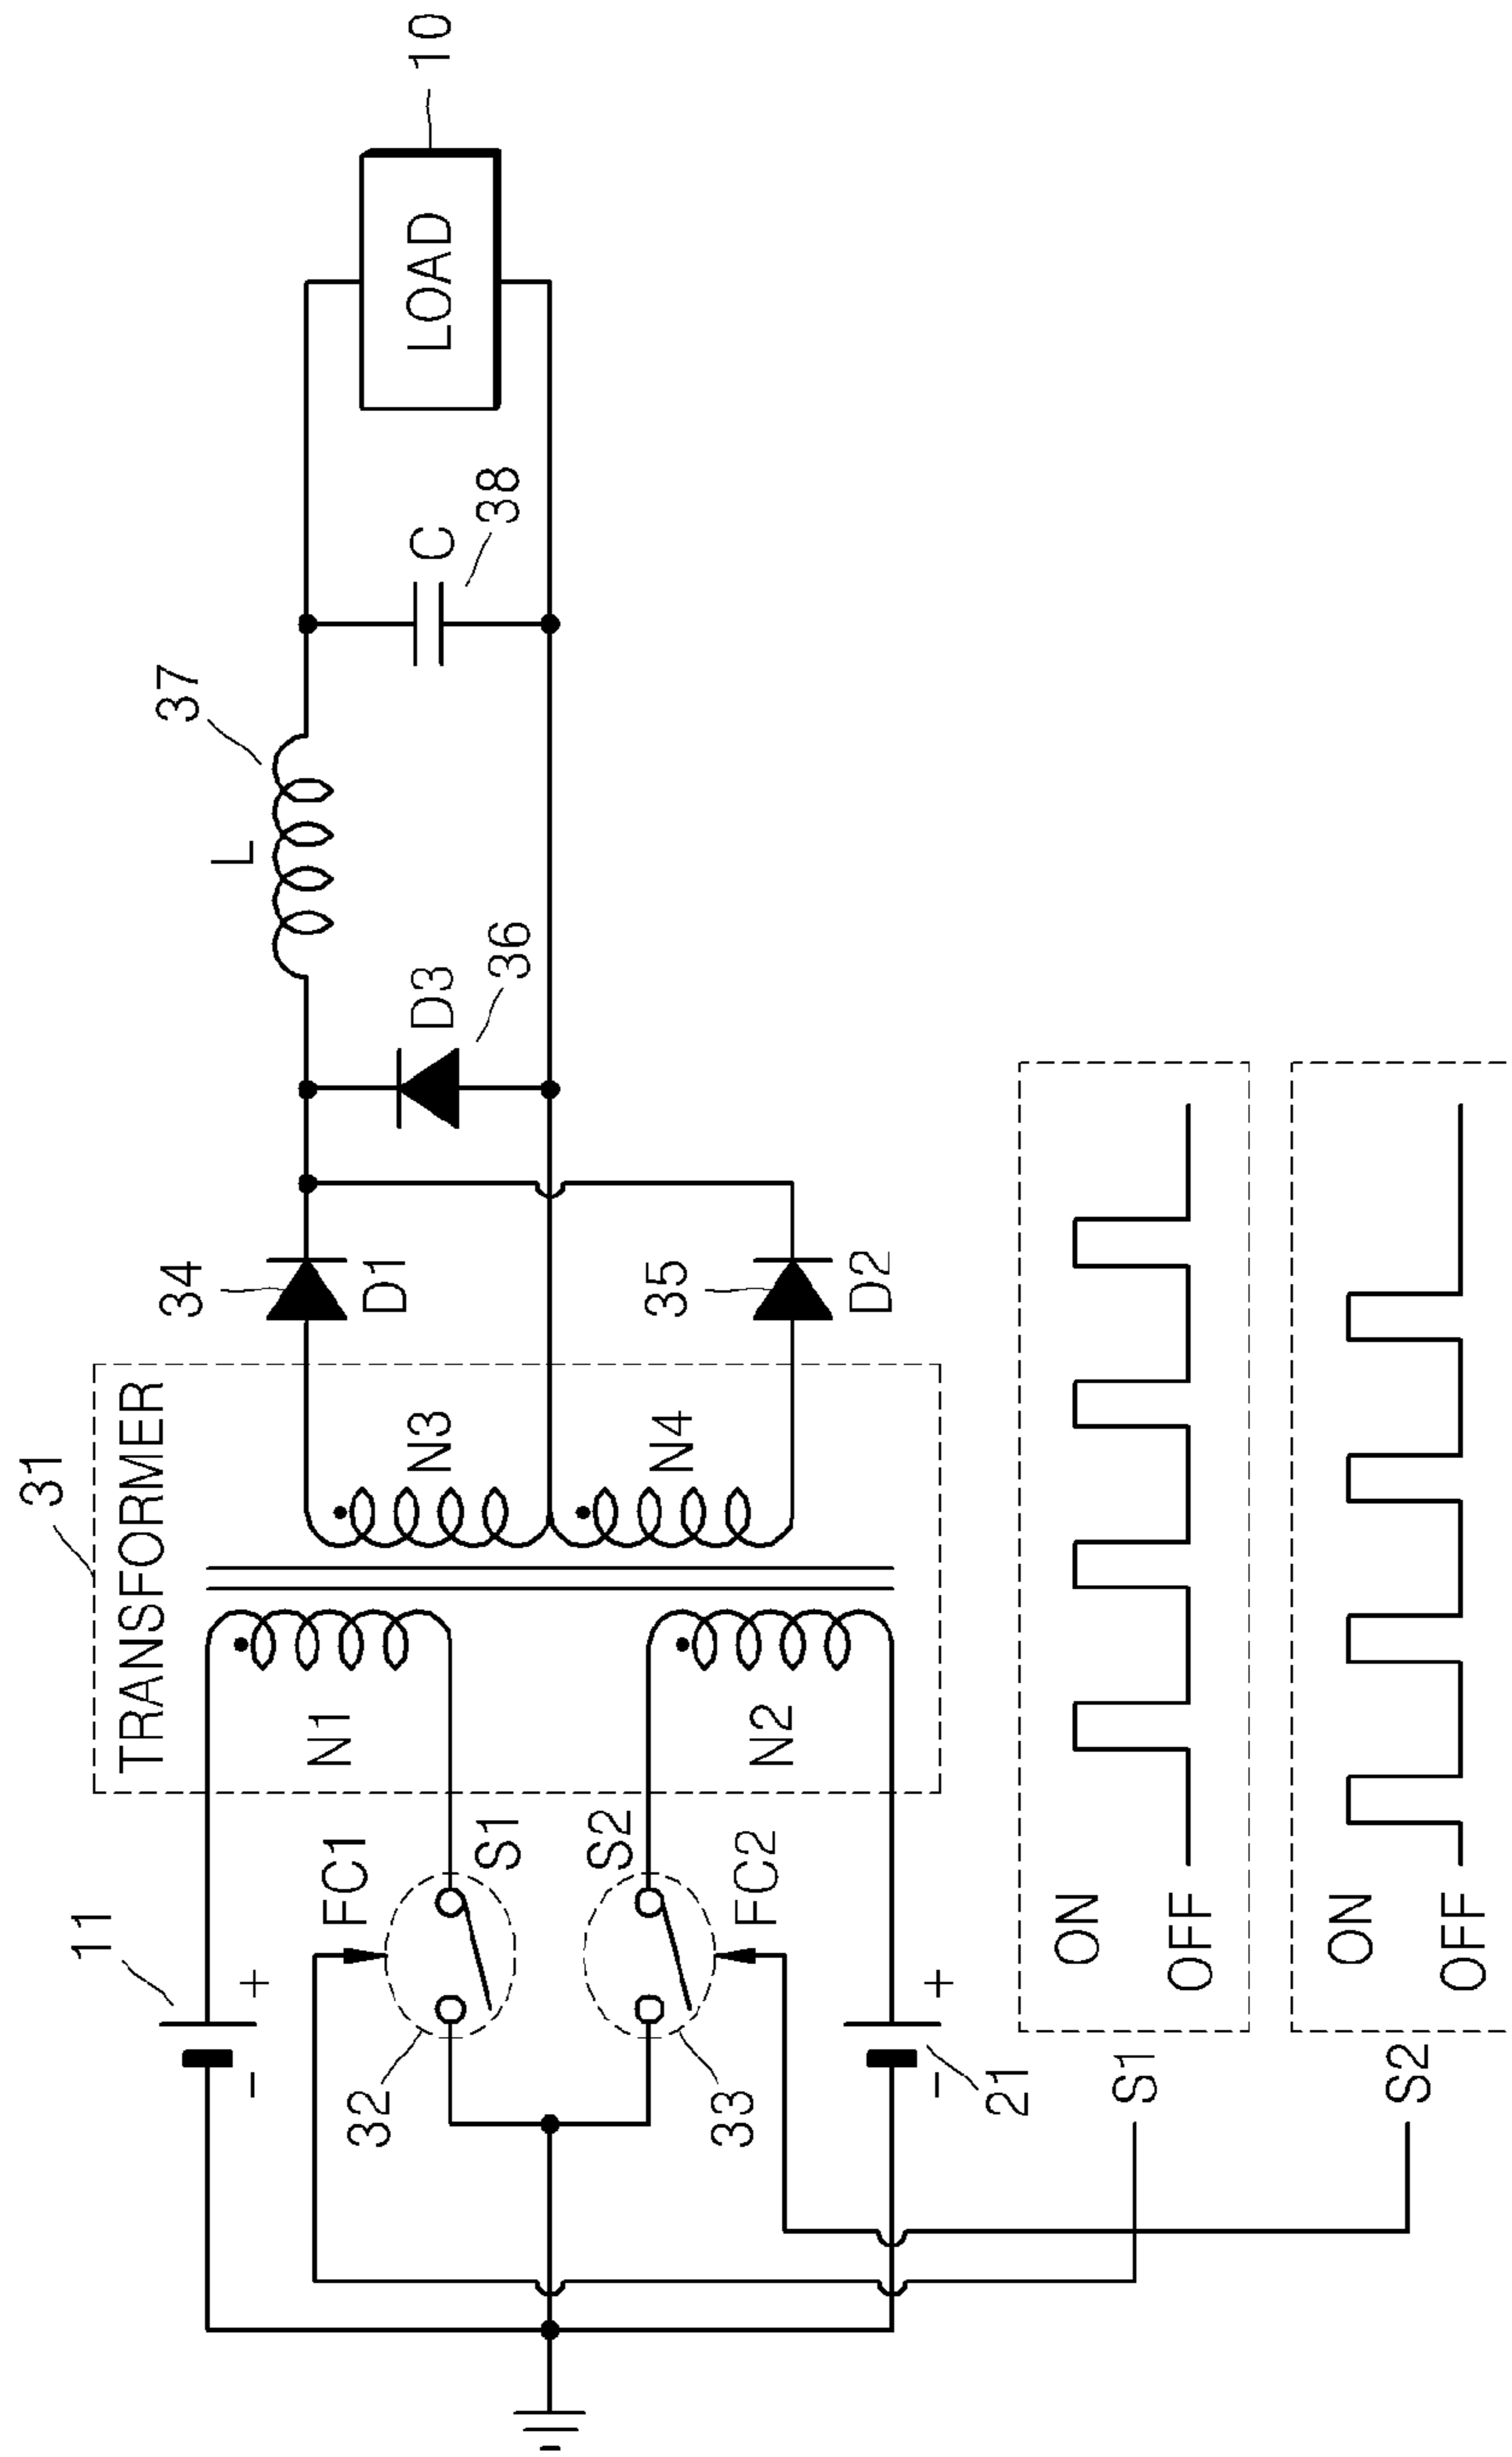 31
TRANSFORMER
11
+
-
FC1
32
S1
N1
N3
34
D1
L
37
D3
36
C
38
LOAD
10
S2
33
FC2
N2
N4
35
D2
+
-
21
S1
ON
OFF
S2
ON
OFF